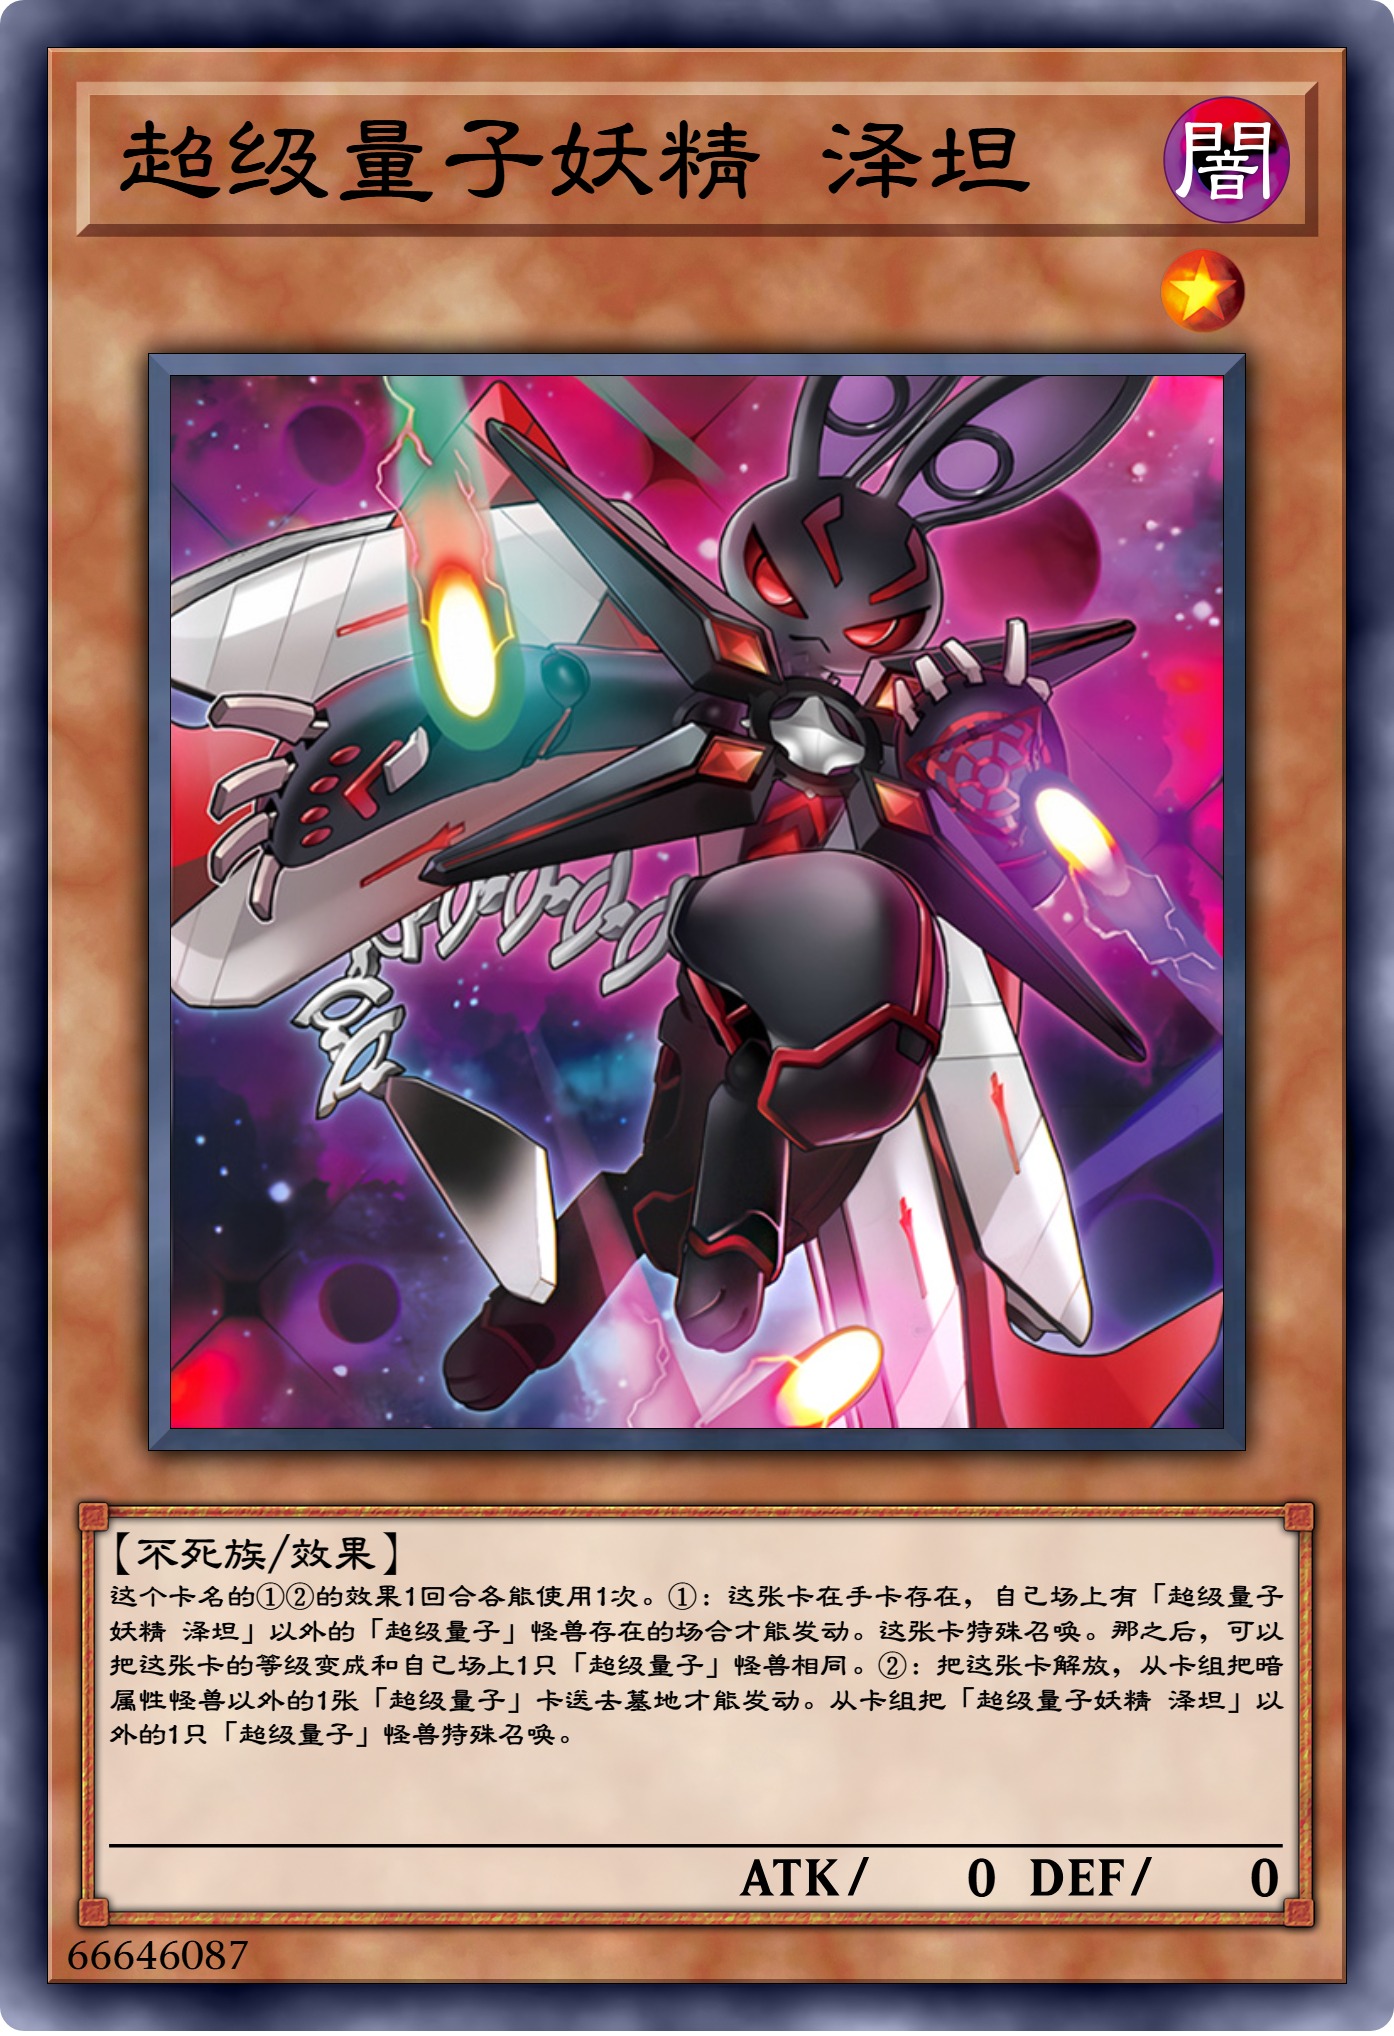 超级量子妖精 泽坦
闇
【不死族/效果】
这个卡名的①②的效果1回合各能使用1次。①：这张卡在手卡存在，自己场上有「超级量子
妖精 泽坦」以外的「超级量子」怪兽存在的场合才能发动。这张卡特殊召唤。那之后，可以
把这张卡的等级变成和自己场上1只「超级量子」怪兽相同。②：把这张卡解放，从卡组把暗
属性怪兽以外的1张「超级量子」卡送去墓地才能发动。从卡组把「超级量子妖精 泽坦」以
外的1只「超级量子」怪兽特殊召唤。
ATK/ 0 DEF/ 0
66646087